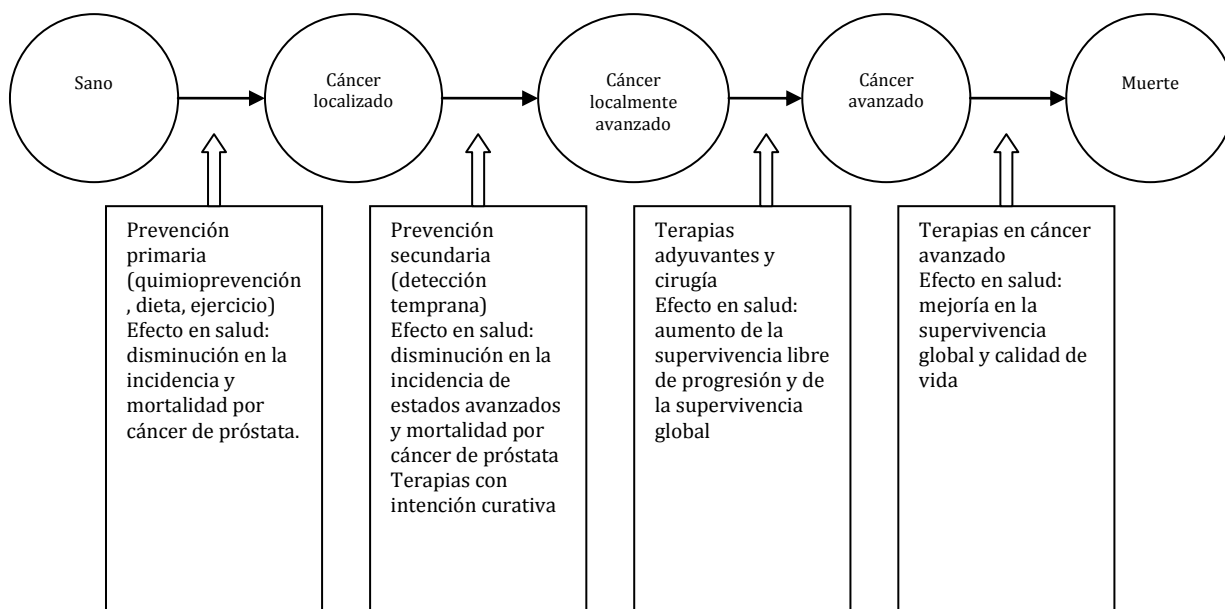 Sano
Cáncer
localizado
Cáncer
localmente
avanzado
Cáncer
avanzado
Muerte
Prevención
primaria
(quimioprevención
, dieta, ejercicio)
Efecto en salud:
disminución en la
incidencia y
mortalidad por
cáncer de próstata.
Prevención
secundaria
(detección
temprana)
Efecto en salud:
disminución en la
incidencia de
estados avanzados
y mortalidad por
cáncer de próstata
Terapias con
intención curativa
Terapias
adyuvantes y
cirugía
Efecto en salud:
aumento de la
supervivencia libre
de progresión y de
la supervivencia
global
Terapias en cáncer
avanzado
Efecto en salud:
mejoría en la
supervivencia
global y calidad de
vida